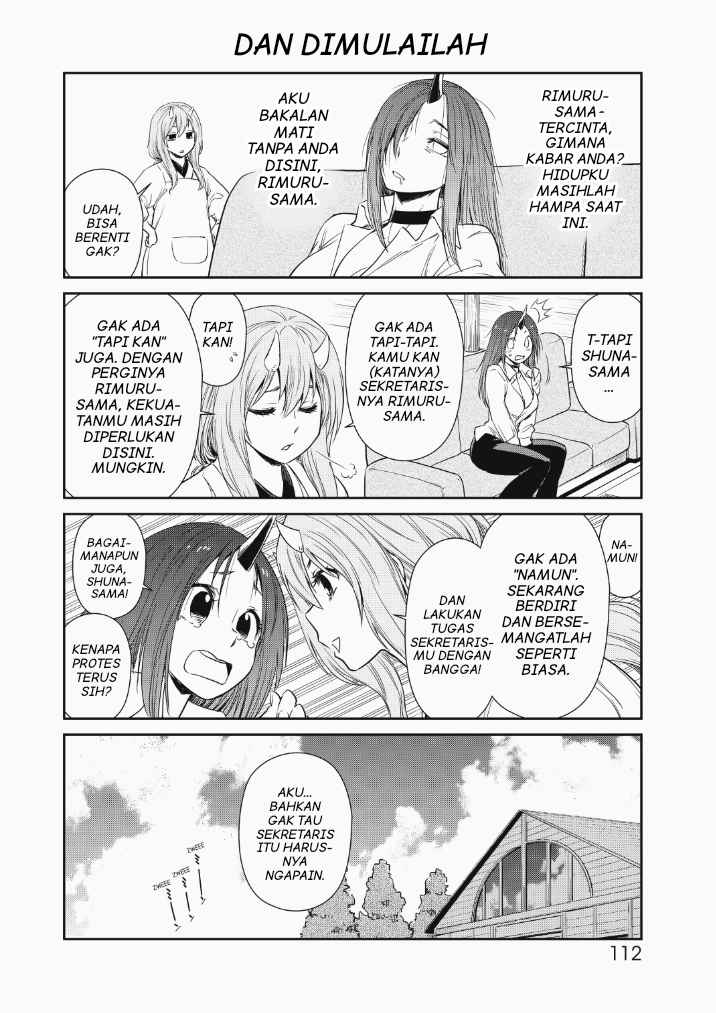 DAN DIMULAILAH
RIMURU-
SAMA-
TERCINTA,
GIMANA
KABAR ANDA?
HIDUPKU
MASIHLAH
HAMPA SAAT
INI.
AKU
BAKALAN
MATI
TANPA ANDA
DISINI,
RIMURU-
SAMA.
UDAH,
BISA
BERENTI
GAK?
T-TAPI
SHUNA-
SAMA
...
GAK ADA
TAPI-TAPI.
KAMU KAN
(KATANYA)
SEKRETARIS-
NYA RIMURU-
SAMA.
TAPI
KAN!
GAK ADA
"TAPI KAN"
JUGA. DENGAN
PERGINYA
RIMURU-
SAMA, KEKUA-
TANMU MASIH
DIPERLUKAN
DISINI.
MUNGKIN.
NA-
MUN!
GAK ADA
"NAMUN".
SEKARANG
BERDIRI
DAN BERSE-
MANGATLAH
SEPERTI
BIASA.
DAN
LAKUKAN
TUGAS
SEKRETARIS-
MU DENGAN
BANGGA!
BAGAI-
MANAPUN
JUGA,
SHUNA-
SAMA!
KENAPA
PROTES
TERUS
SIH?
AKU...
BAHKAN
GAK TAU
SEKRETARIS
ITU HARUS-
NYA
NGAPAIN.
ZWEEE
ZWEEE
ZWEEE
112